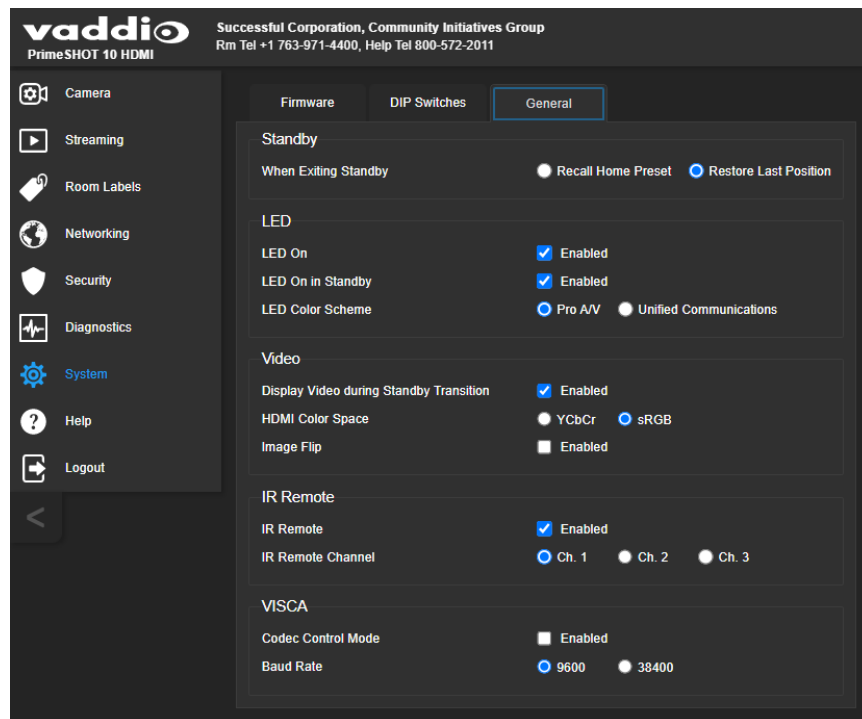 vaddio
PrimeSHOT 10 HDMI
Successful Corporation, Community Initiatives Group
Rm Tel +1 763-971-4400, Help Tel 800-572-2011
Camera
Streaming
Room Labels
Networking
Security
Diagnostics
System
Help
Logout
<
Firmware DIP Switches General
Standby
When Exiting Standby Recall Home Preset Restore Last Position
LED
LED On Enabled
LED On in Standby Enabled
LED Color Scheme Pro A/V Unified Communications
Video
Display Video during Standby Transition Enabled
HDMI Color Space YCbCr sRGB
Image Flip Enabled
IR Remote
IR Remote Enabled
IR Remote Channel Ch. 1 Ch. 2 Ch. 3
VISCA
Codec Control Mode Enabled
Baud Rate 9600 38400